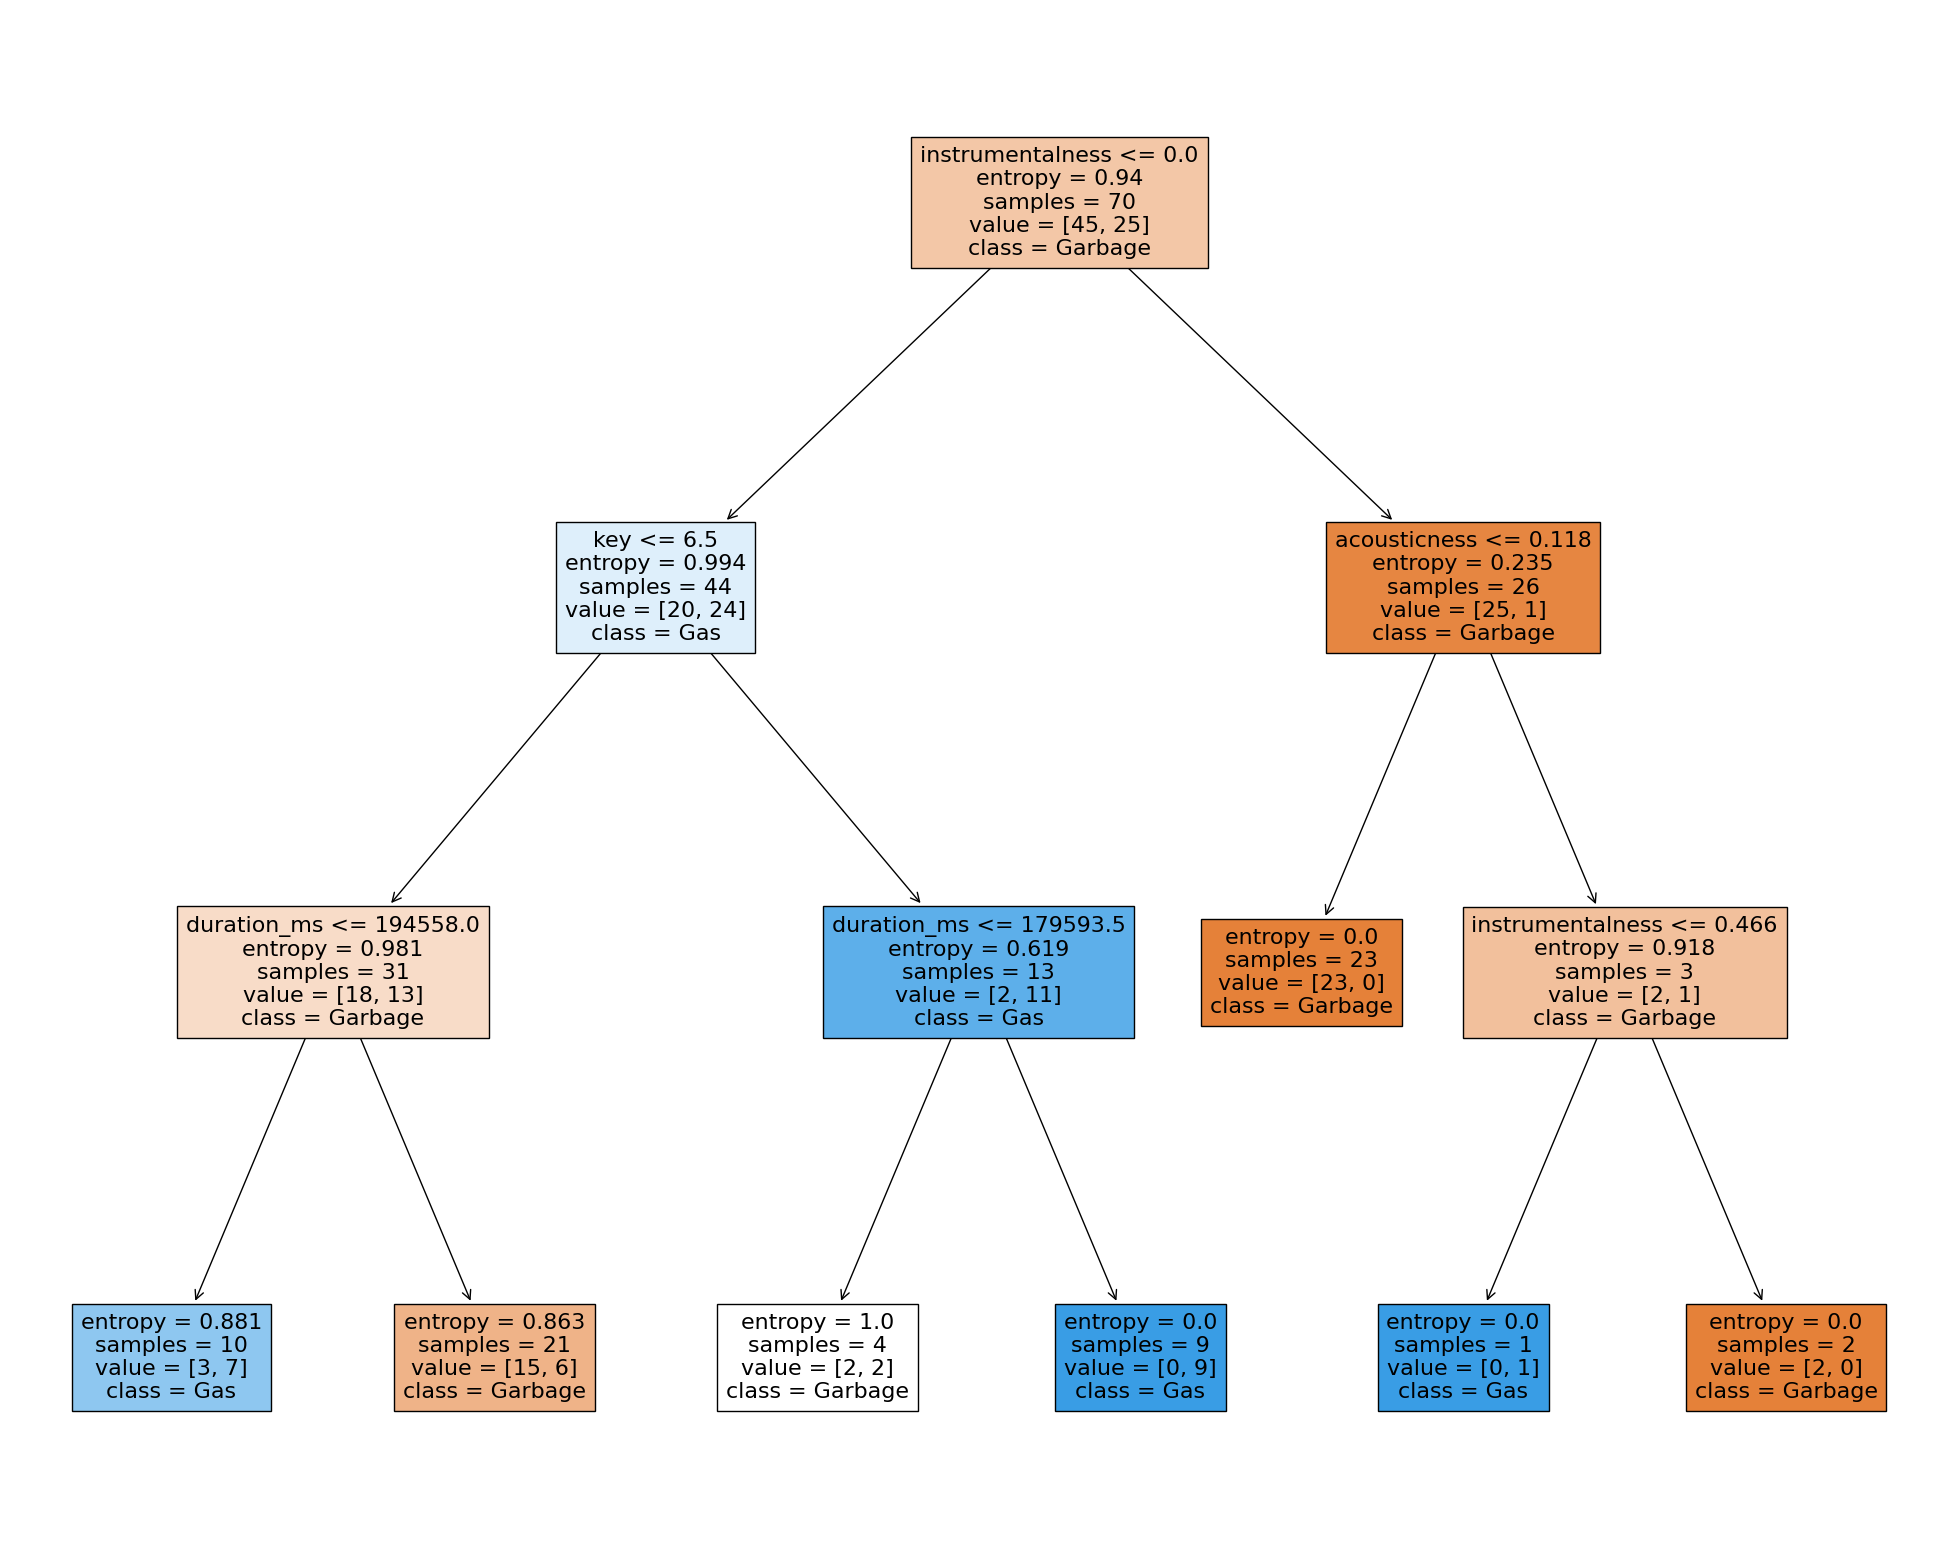 instrumentalness <= 0.0
entropy = 0.94
samples = 70
value = [45, 25]
class = Garbage
key <= 6.5
entropy = 0.994
samples = 44
value = [20, 24]
class = Gas
acousticness <= 0.118
entropy = 0.235
samples = 26
value = [25, 1]
class = Garbage
duration_ms <= 194558.0
entropy = 0.981
samples = 31
value = [18, 13]
class = Garbage
duration_ms <= 179593.5
entropy = 0.619
samples = 13
value = [2, 11]
class = Gas
entropy = 0.0
samples = 23
value = [23, 0]
class = Garbage
instrumentalness <= 0.466
entropy = 0.918
samples = 3
value = [2, 1]
class = Garbage
entropy = 0.881
samples = 10
value = [3, 7]
class = Gas
entropy = 0.863
samples = 21
value = [15, 6]
class = Garbage
entropy = 1.0
samples = 4
value = [2, 2]
class = Garbage
entropy = 0.0
samples = 9
value = [0, 9]
class = Gas
entropy = 0.0
samples = 1
value = [0, 1]
class = Gas
entropy = 0.0
samples = 2
value = [2, 0]
class = Garbage